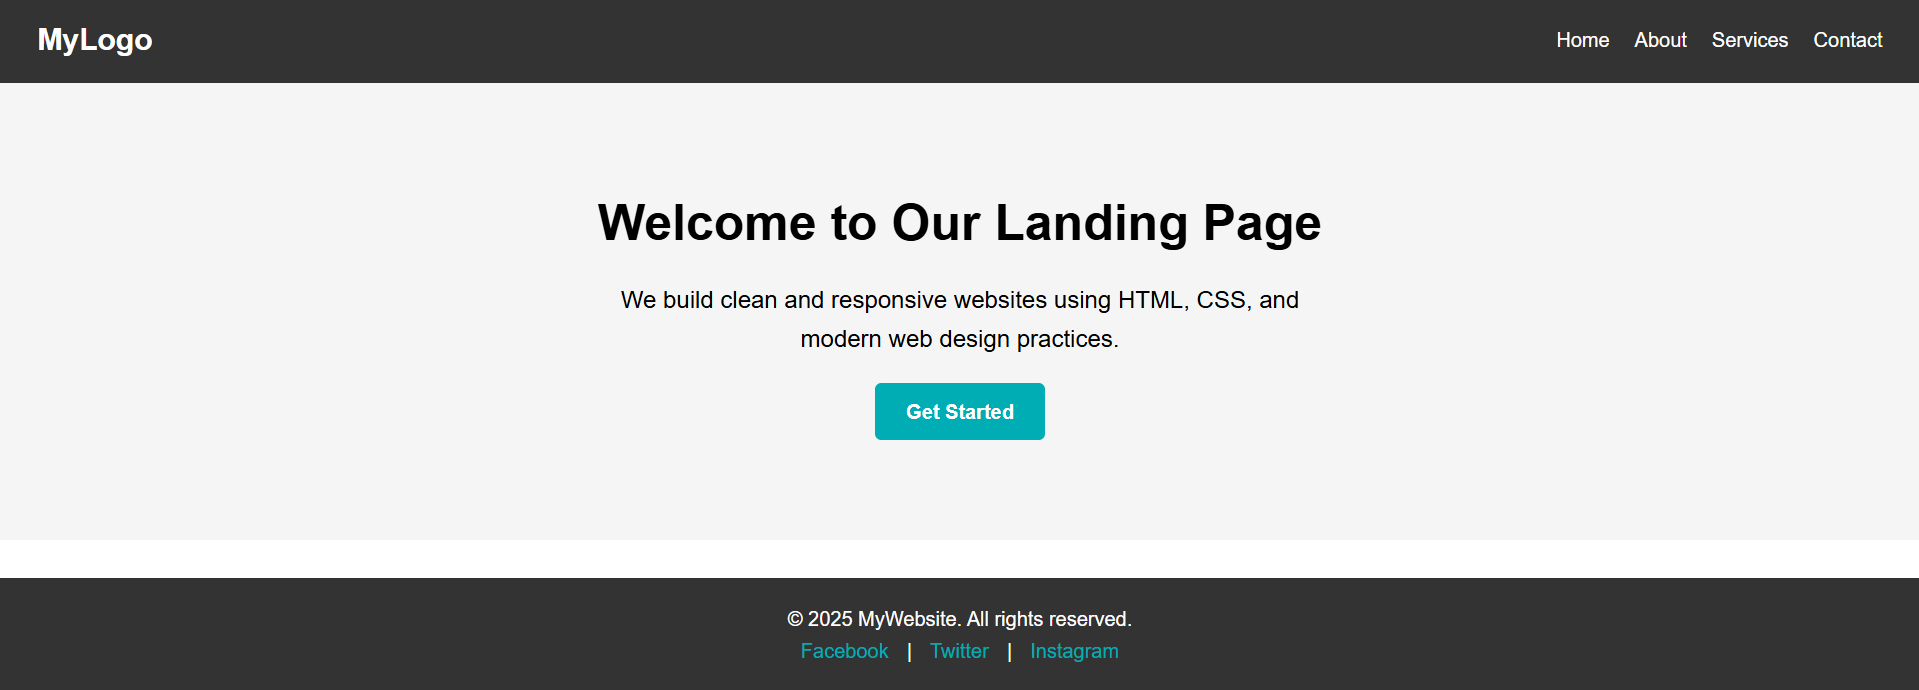 MyLogo
Home About Services Contact
Welcome to Our Landing Page
We build clean and responsive websites using HTML, CSS, and
modern web design practices.
Get Started
© 2025 MyWebsite. All rights reserved.
Facebook | Twitter | Instagram